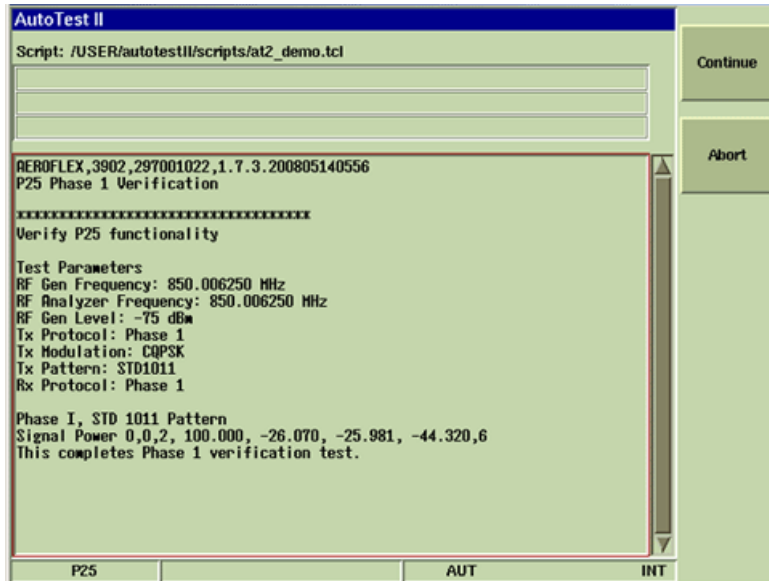 AutoTest II
Script: /USER/autotestII/scripts/at2_demo.tcl
Continue
Abort
AEROFLEX,3902,297001022,1.7.3.200805140556
P25 Phase 1 Verification
***********************************
Verify P25 functionality
Test Parameters
RF Gen Frequency: 850.006250 MHz
RF Analyzer Frequency: 850.006250 MHz
RF Gen Level: -75 dBm
Tx Protocol: Phase 1
Tx Modulation: CQPSK
Tx Pattern: STD1011
Rx Protocol: Phase 1
Phase I, STD 1011 Pattern
Signal Power 0,0,2, 100.000, -26.070, -25.981, -44.320,6
This completes Phase 1 verification test.
P25
AUT
INT